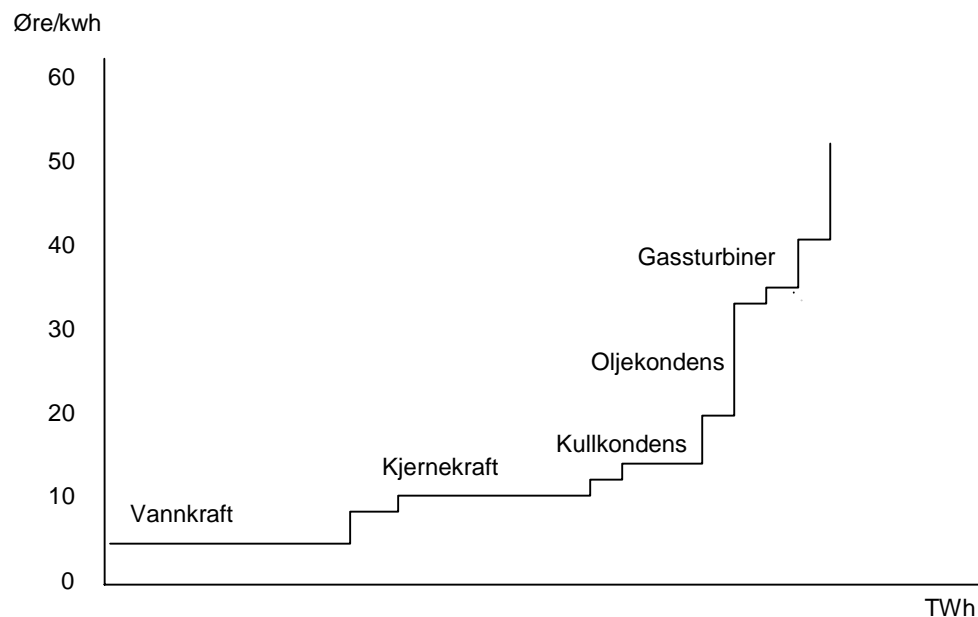 Øre/kwh
60
50
40
Gassturbiner
30
Oljekondens
20
Kullkondens
Kjernekraft
10
Vannkraft
0
TWh